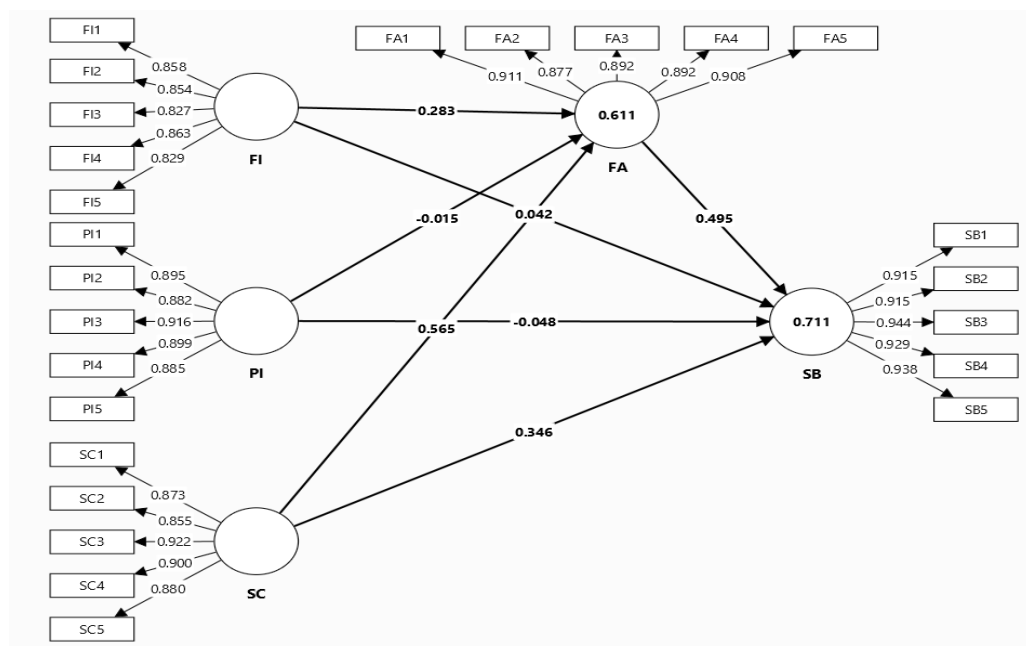 FI1
0.858
FI2
0.854
FI3
0.827
FI4
0.863
FI5
0.829
FI
FA1
FA2
FA3
FA4
FA5
0.911
0.877
0.892
0.892
0.908
0.611
FA
0.283
-0.015
0.042
0.495
PI1
0.895
PI2
0.882
PI3
0.916
PI4
0.899
PI5
0.885
PI
0.565
-0.048
0.346
0.711
SB
SB1
0.915
SB2
0.915
SB3
0.944
SB4
0.929
SB5
0.938
SC1
0.873
SC2
0.855
SC3
0.922
SC4
0.900
SC5
0.880
SC